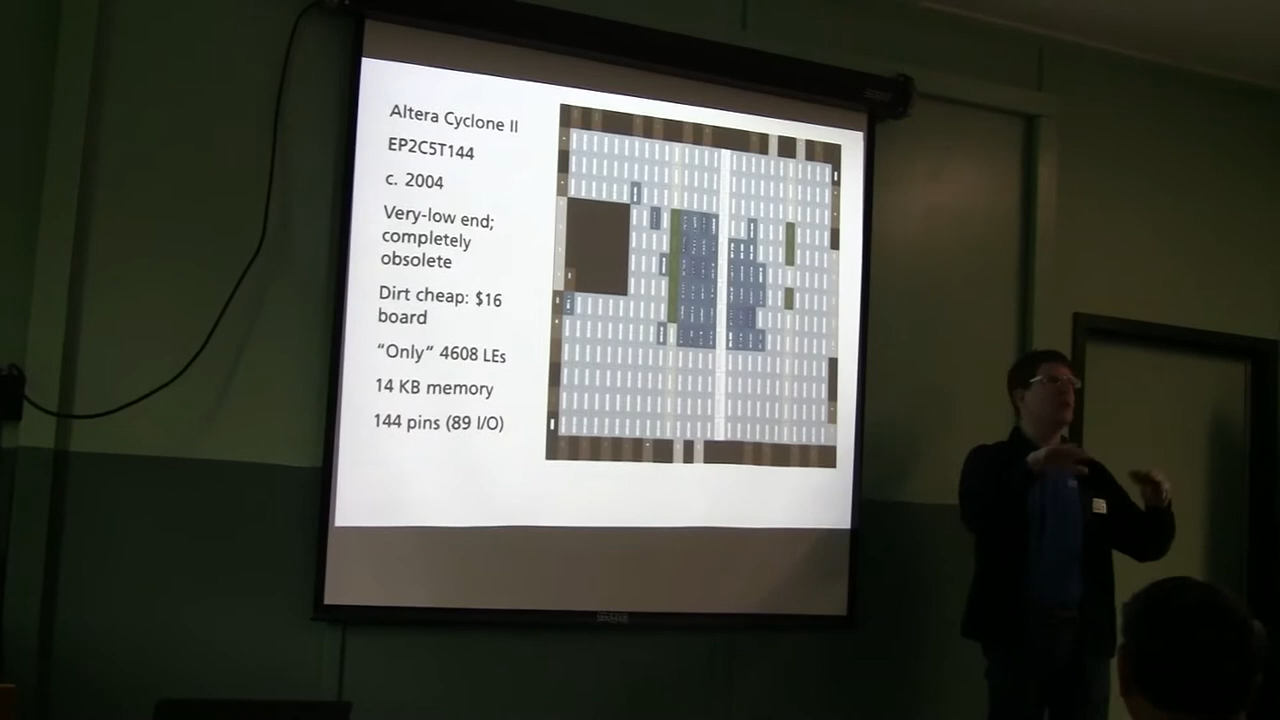 Altera Cyclone II
EP2C5T144
c. 2004
Very-low end;
completely
obsolete
Dirt cheap: $16
board
“Only” 4608 LEs
14 KB memory
144 pins (89 I/O)